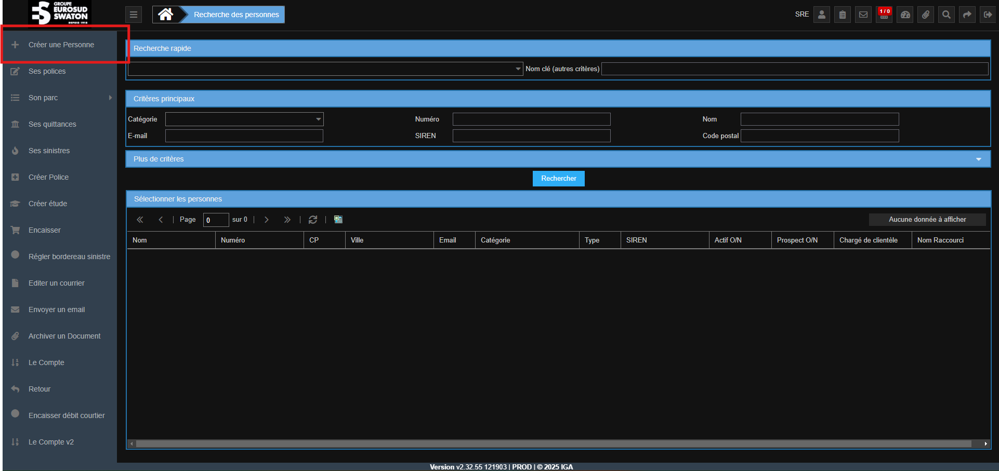 GROUPE
EUROSUD
SWATON
DEPUIS 1918
Recherche des personnes
SRE
1 / 0
Créer une Personne
Ses polices
Son parc
Ses quittances
Ses sinistres
Créer Police
Créer étude
Encaisser
Régler bordereau sinistre
Editer un courrier
Envoyer un email
Archiver un Document
Le Compte
Retour
Encaisser débit courtier
Le Compte v2
Recherche rapide
Nom clé (autres critères)
Critères principaux
Catégorie Numéro Nom
E-mail SIREN Code postal
Plus de critères
Rechercher
Sélectionner les personnes
Page 0 sur 0 Aucune donnée à afficher
Nom Numéro CP Ville Email Catégorie Type SIREN Actif O/N Prospect O/N Chargé de clientèle Nom Raccourci
Version v2.32.55 121903 | PROD | © 2025 IGA